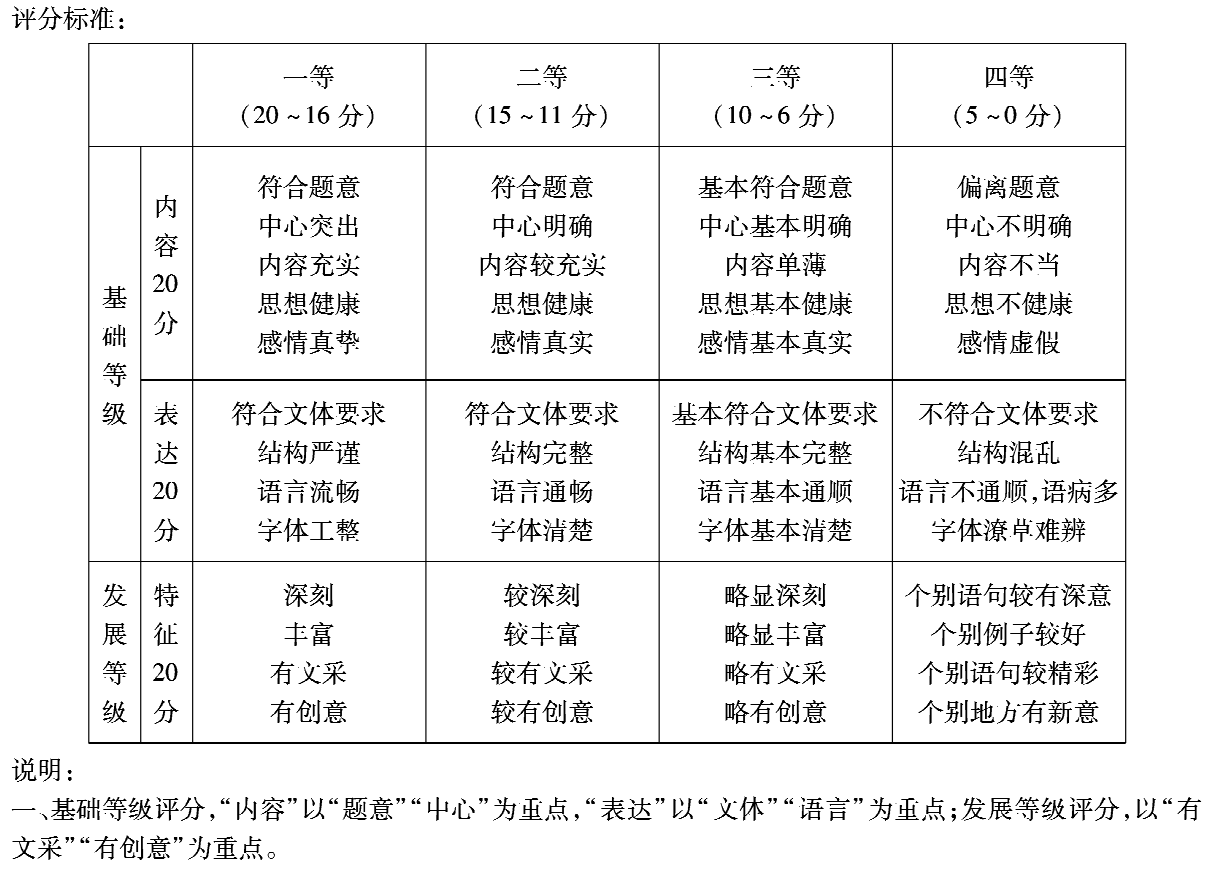 评分标准：
一等 二等 三等 四等
（20～16分） （15～11分） （10～6分） （5～0分）
基础等级
内容20分
符合题意 符合题意 基本符合题意 偏离题意
中心突出 中心明确 中心基本明确 中心不明确
内容充实 内容较充实 内容单薄 内容不当
思想健康 思想健康 思想基本健康 思想不健康
感情真挚 感情真实 感情基本真实 感情虚假
表达20分
符合文体要求 符合文体要求 基本符合文体要求 不符合文体要求
结构严谨 结构完整 结构基本完整 结构混乱
语言流畅 语言通畅 语言基本通顺 语言不通顺，语病多
字体工整 字体清楚 字体基本清楚 字体潦草难辨
发展等级
特征20分
深刻 较深刻 略显深刻 个别语句较有深意
丰富 较丰富 略显丰富 个别例子较好
有文采 较有文采 略有文采 个别语句较精彩
有创意 较有创意 略有创意 个别地方有新意
说明：
一、基础等级评分，“内容”以“题意”“中心”为重点，“表达”以“文体”“语言”为重点；发展等级评分，以“有
文采”“有创意”为重点。